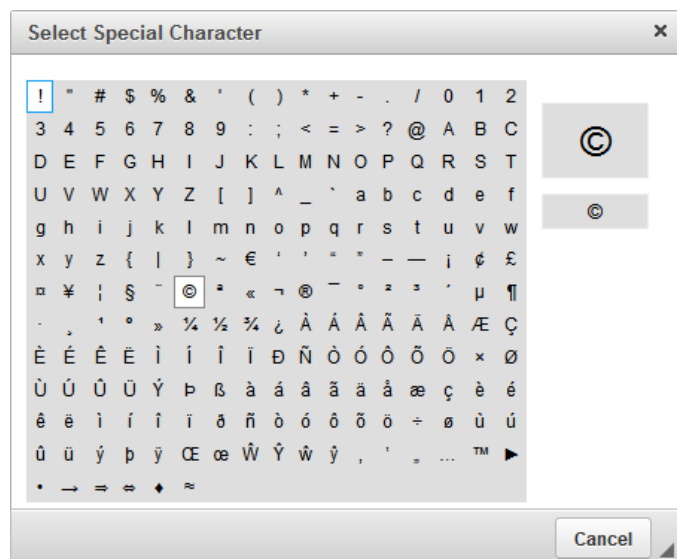 Select Special Character ×
! " # $ % & ' ( ) * + - . / 0 1 2
3 4 5 6 7 8 9 : ; < = > ? @ A B C
D E F G H I J K L M N O P Q R S T
U V W X Y Z [ ] ^ _ ` a b c d e f
g h i j k l m n o p q r s t u v w
x y z { | } ~ € ‘ ’ “ ” – — ¡ ¢ £
¤ ¥ ¦ § ¨ © ª « ¬ ® ¯ ° ² ³ ´ µ ¶
· ¸ ¹ º » ¼ ½ ¾ ¿ À Á Â Ã Ä Å Æ Ç
È É Ê Ë Ì Í Î Ï Ð Ñ Ò Ó Ô Õ Ö × Ø
Ù Ú Û Ü Ý Þ ß à á â ã ä å æ ç è é
ê ë ì í î ï ð ñ ò ó ô õ ö ÷ ø ù ú
û ü ý þ ÿ Œ œ Ŵ Ŷ ŵ ŷ ‚ ‛ „ … ™ ►
• → ⇒ ⇔ ♦ ≈
©
©
Cancel